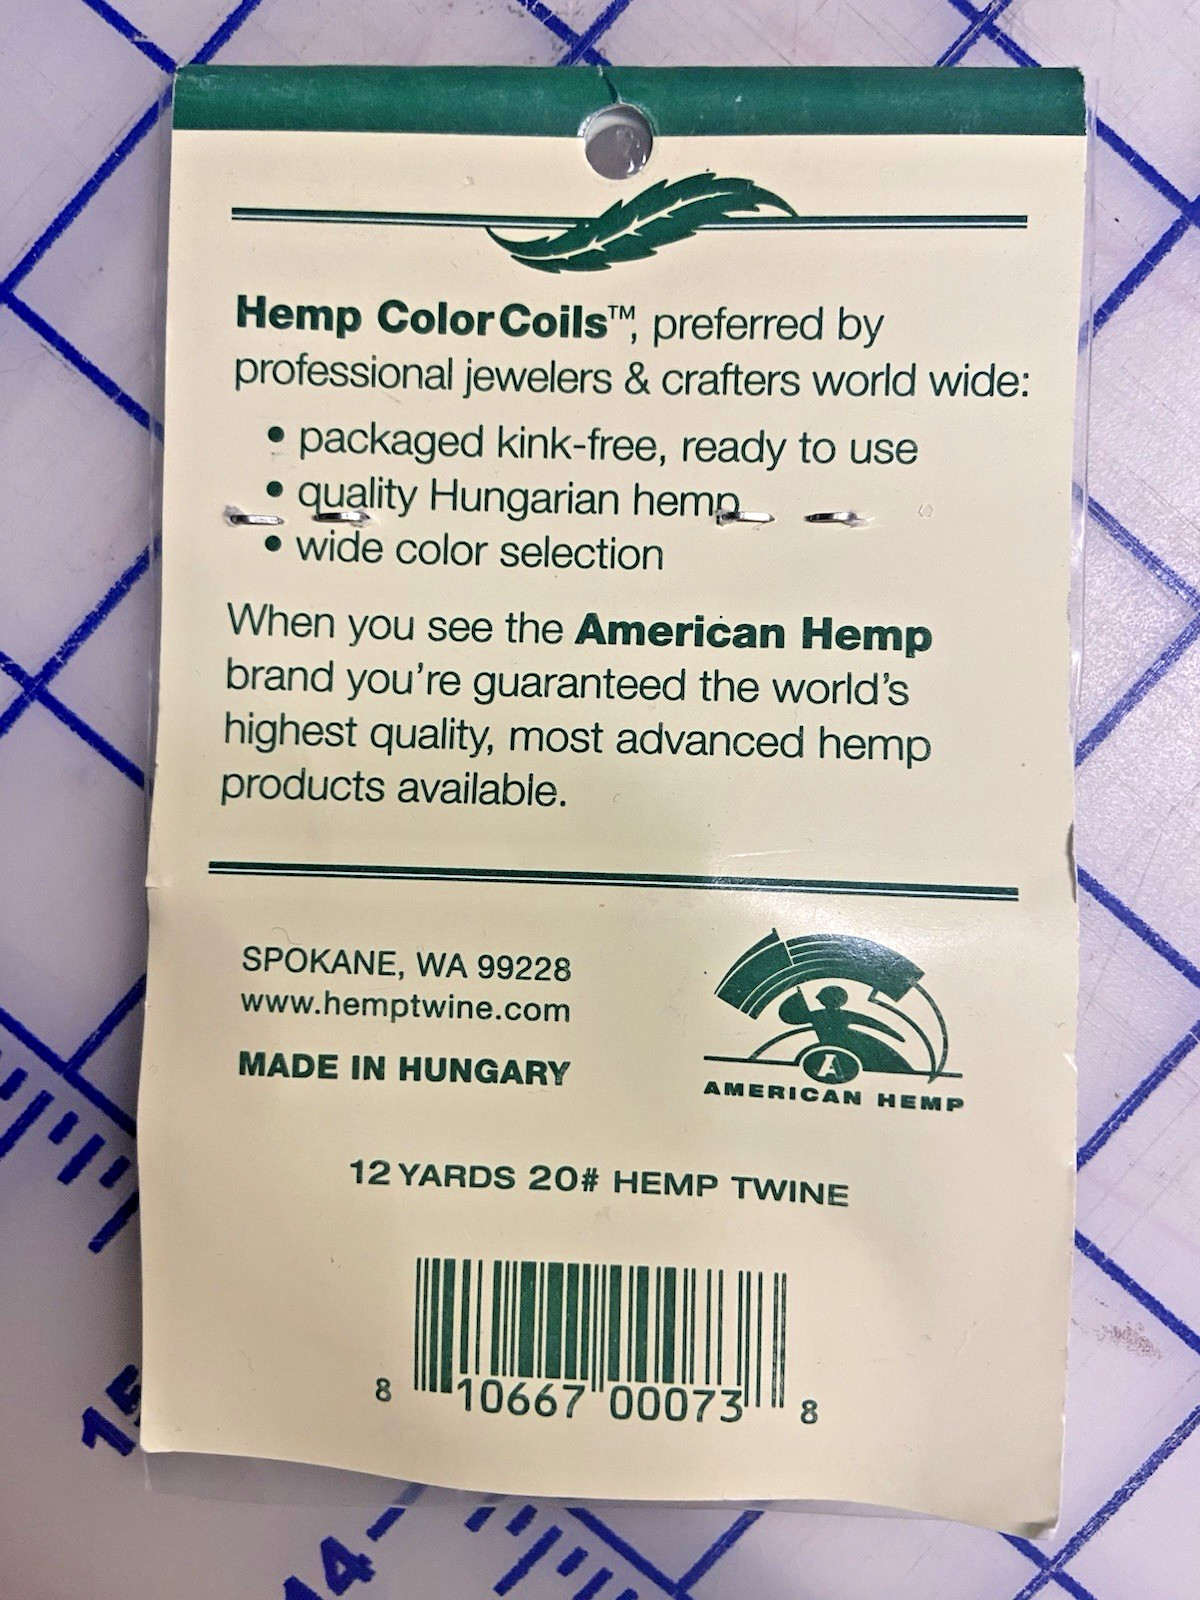 Hemp ColorCoils™, preferred by
professional jewelers & crafters world wide:
• packaged kink-free, ready to use
• quality Hungarian hemp
• wide color selection
When you see the American Hemp
brand you're guaranteed the world's
highest quality, most advanced hemp
products available.
SPOKANE, WA 99228
www.hemptwine.com
MADE IN HUNGARY
A
AMERICAN HEMP
12 YARDS 20# HEMP TWINE
8 10667 00073 8
15
14